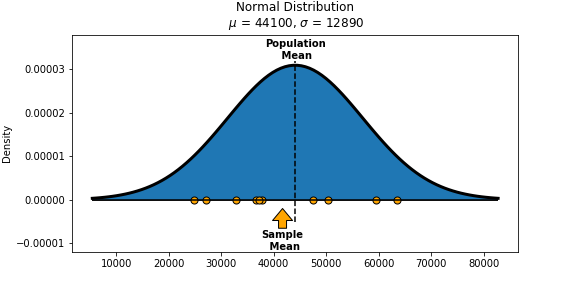 Normal Distribution
μ = 44100, σ = 12890
Population
Mean
0.00003
0.00002
0.00001
0.00000
−0.00001
Density
Sample
Mean
10000 20000 30000 40000 50000 60000 70000 80000